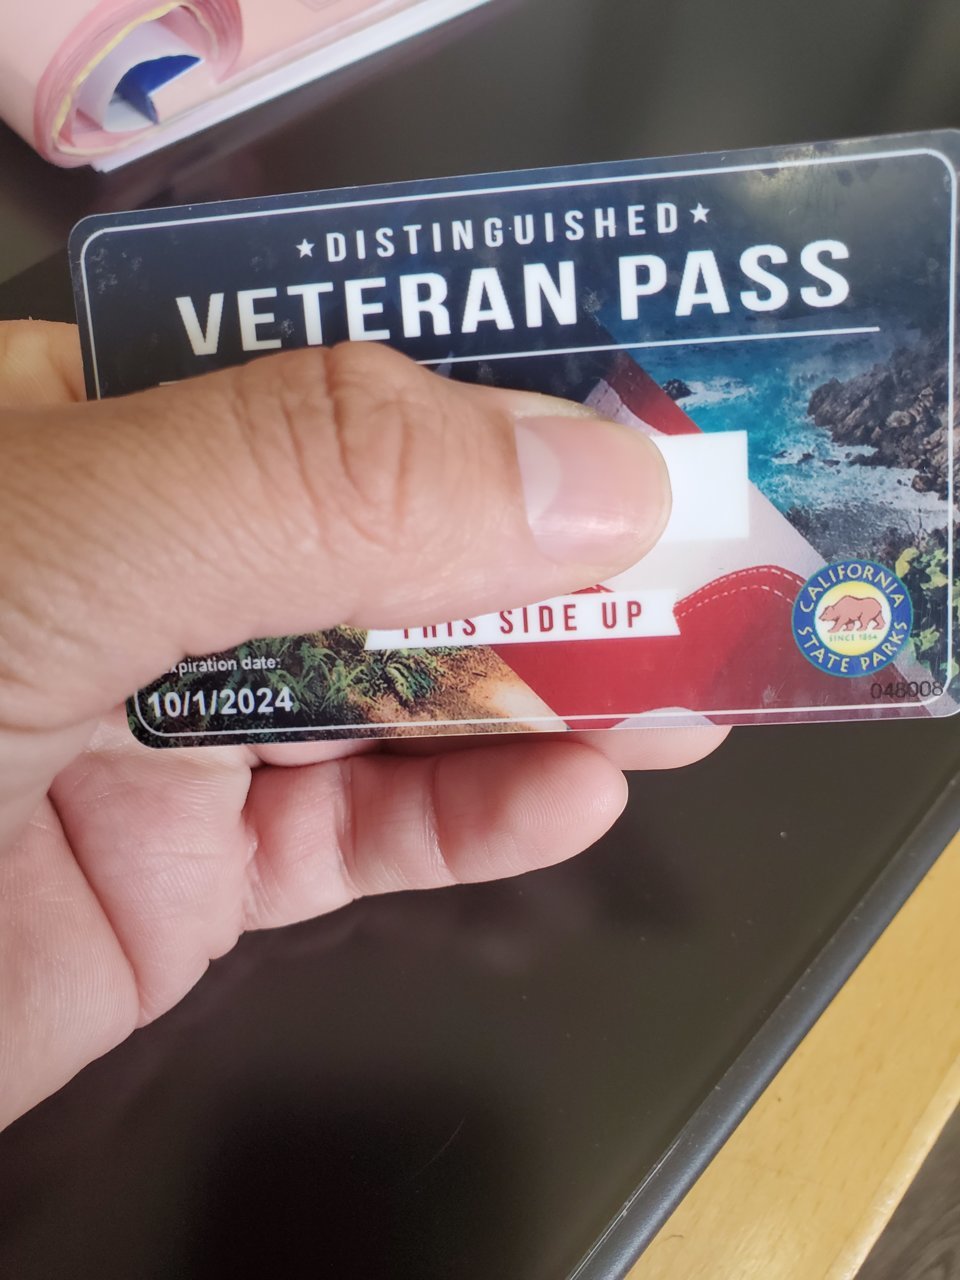 ★DISTINGUISHED★
VETERAN PASS
THIS SIDE UP
CALIFORNIA
SINCE 1864
STATE PARKS
xpiration date:
10/1/2024
048008